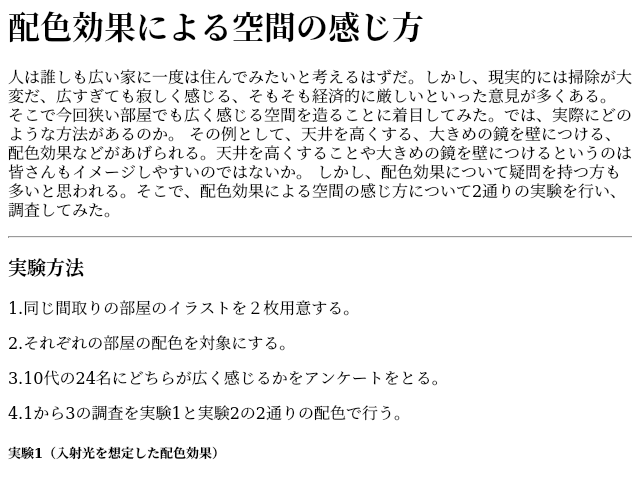 配色効果による空間の感じ方
人は誰しも広い家に一度は住んでみたいと考えるはずだ。しかし、現実的には掃除が大
変だ、広すぎても寂しく感じる、そもそも経済的に厳しいといった意見が多くある。
そこで今回狭い部屋でも広く感じる空間を造ることに着目してみた。では、実際にどの
ような方法があるのか。 その例として、天井を高くする、大きめの鏡を壁につける、
配色効果などがあげられる。天井を高くすることや大きめの鏡を壁につけるというのは
皆さんもイメージしやすいのではないか。 しかし、配色効果について疑問を持つ方も
多いと思われる。そこで、配色効果による空間の感じ方について2通りの実験を行い、
調査してみた。
実験方法
1.同じ間取りの部屋のイラストを２枚用意する。
2.それぞれの部屋の配色を対象にする。
3.10代の24名にどちらが広く感じるかをアンケートをとる。
4.1から3の調査を実験1と実験2の2通りの配色で行う。
実験1（入射光を想定した配色効果）